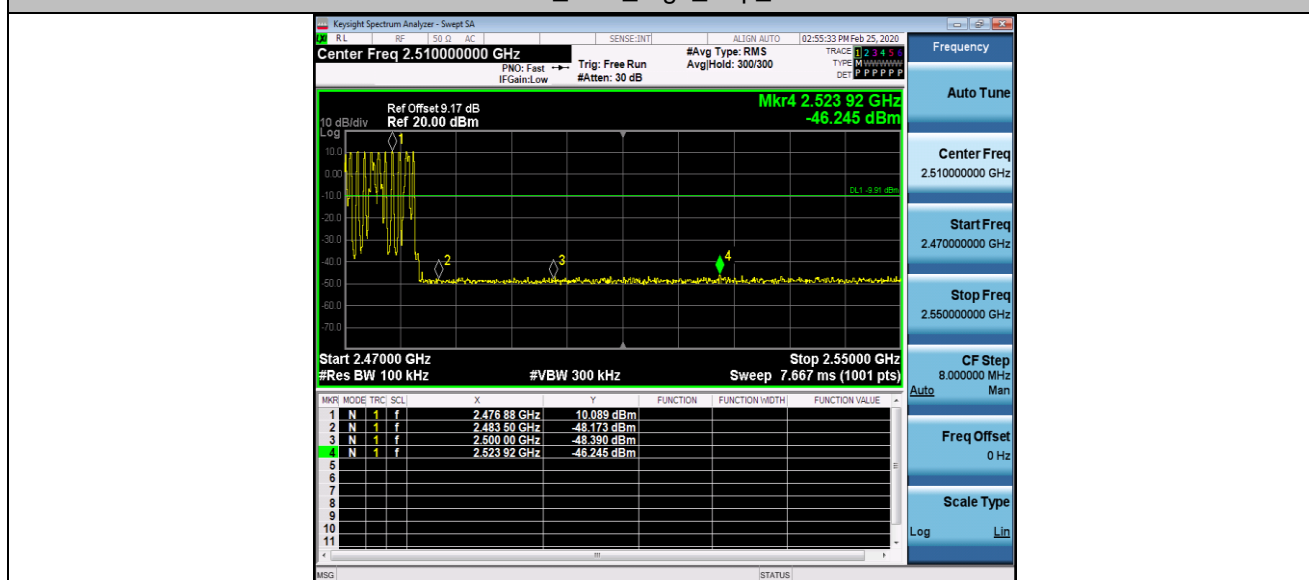 Keysight Spectrum Analyzer - Swept SA
RL RF 50 Ω AC SENSE:INT ALIGN AUTO 02:55:33 PM Feb 25, 2020
Center Freq 2.510000000 GHz
PNO: Fast
IFGain:Low
Trig: Free Run
#Atten: 30 dB
#Avg Type: RMS
Avg|Hold: 300/300
TRACE 1 2 3 4 5 6
TYPE M WWWWW
DET P P P P P P
Ref Offset 9.17 dB
10 dB/div Ref 20.00 dBm
Log
Mkr4 2.523 92 GHz
-46.245 dBm
1
10.0
0.00
DL1 -9.91 dBm
-10.0
-20.0
-30.0
-40.0
2
3
4
-50.0
-60.0
-70.0
Start 2.47000 GHz Stop 2.55000 GHz
#Res BW 100 kHz #VBW 300 kHz Sweep 7.667 ms (1001 pts)
MKR MODE TRC SCL X Y FUNCTION FUNCTION WIDTH FUNCTION VALUE
1 N 1 f 2.476 88 GHz 10.089 dBm
2 N 1 f 2.483 50 GHz -48.173 dBm
3 N 1 f 2.500 00 GHz -48.390 dBm
4 N 1 f 2.523 92 GHz -46.245 dBm
5
6
7
8
9
10
11
MSG STATUS
Frequency
Auto Tune
Center Freq
2.510000000 GHz
Start Freq
2.470000000 GHz
Stop Freq
2.550000000 GHz
CF Step
8.000000 MHz
Auto Man
Freq Offset
0 Hz
Scale Type
Log Lin